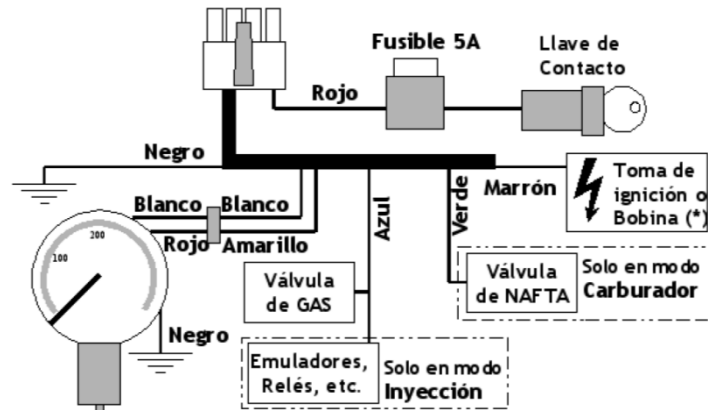 Fusible 5A
Llave de
Contacto
Rojo
Negro
Marrón
Toma de
ignición o
Bobina (*)
Blanco
Blanco
Rojo
Amarillo
Azul
Verde
200
100
Negro
Válvula
de GAS
Válvula
de NAFTA
Solo en modo
Carburador
Emuladores,
Relés, etc.
Solo en modo
Inyección